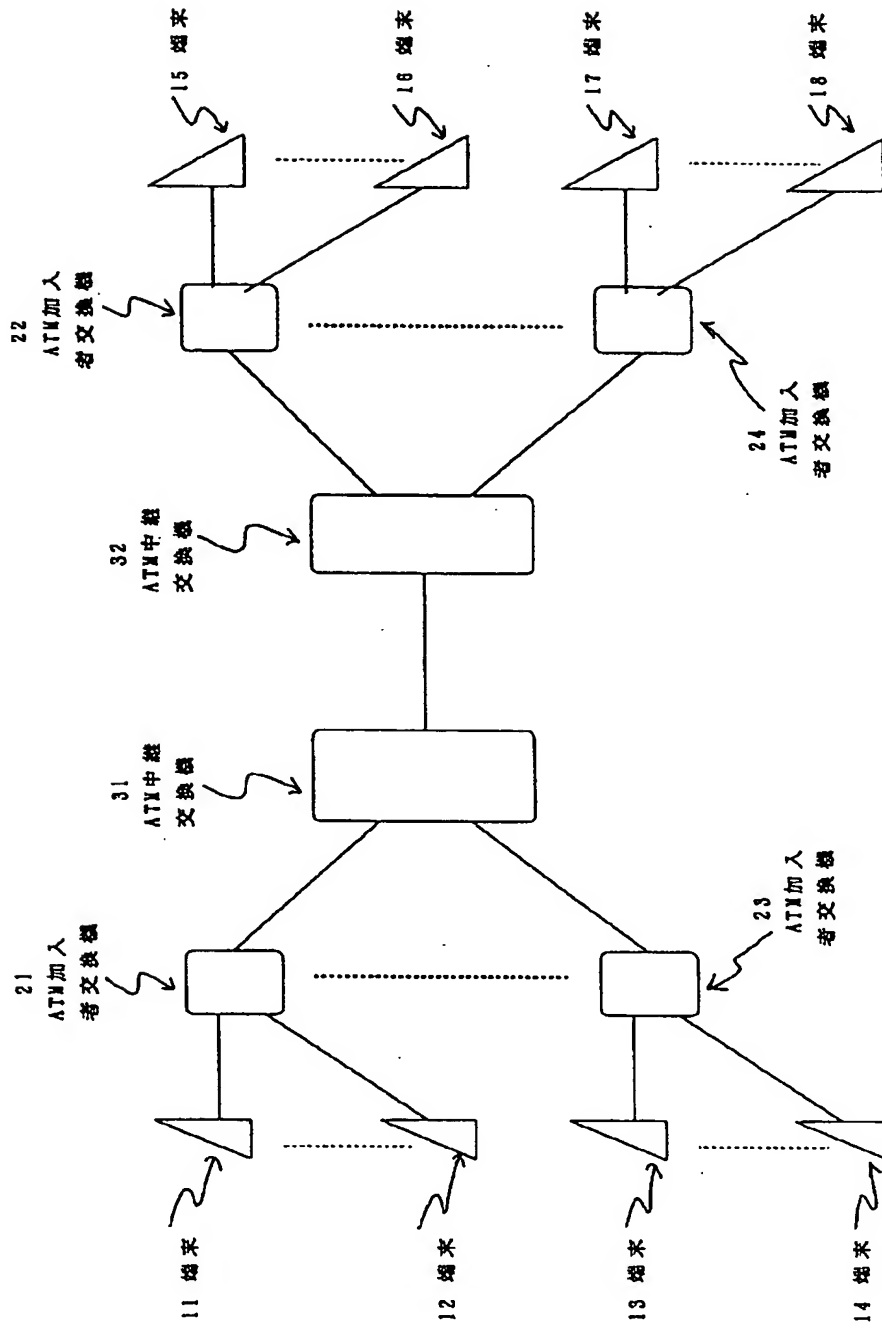 11 端末
12 端末
13 端末
14 端末
21
ATM加入
者交換機
23
ATM加入
者交換機
31
ATM中継
交換機
32
ATM中継
交換機
22
ATM加入
者交換機
24
ATM加入
者交換機
15 端末
16 端末
17 端末
18 端末